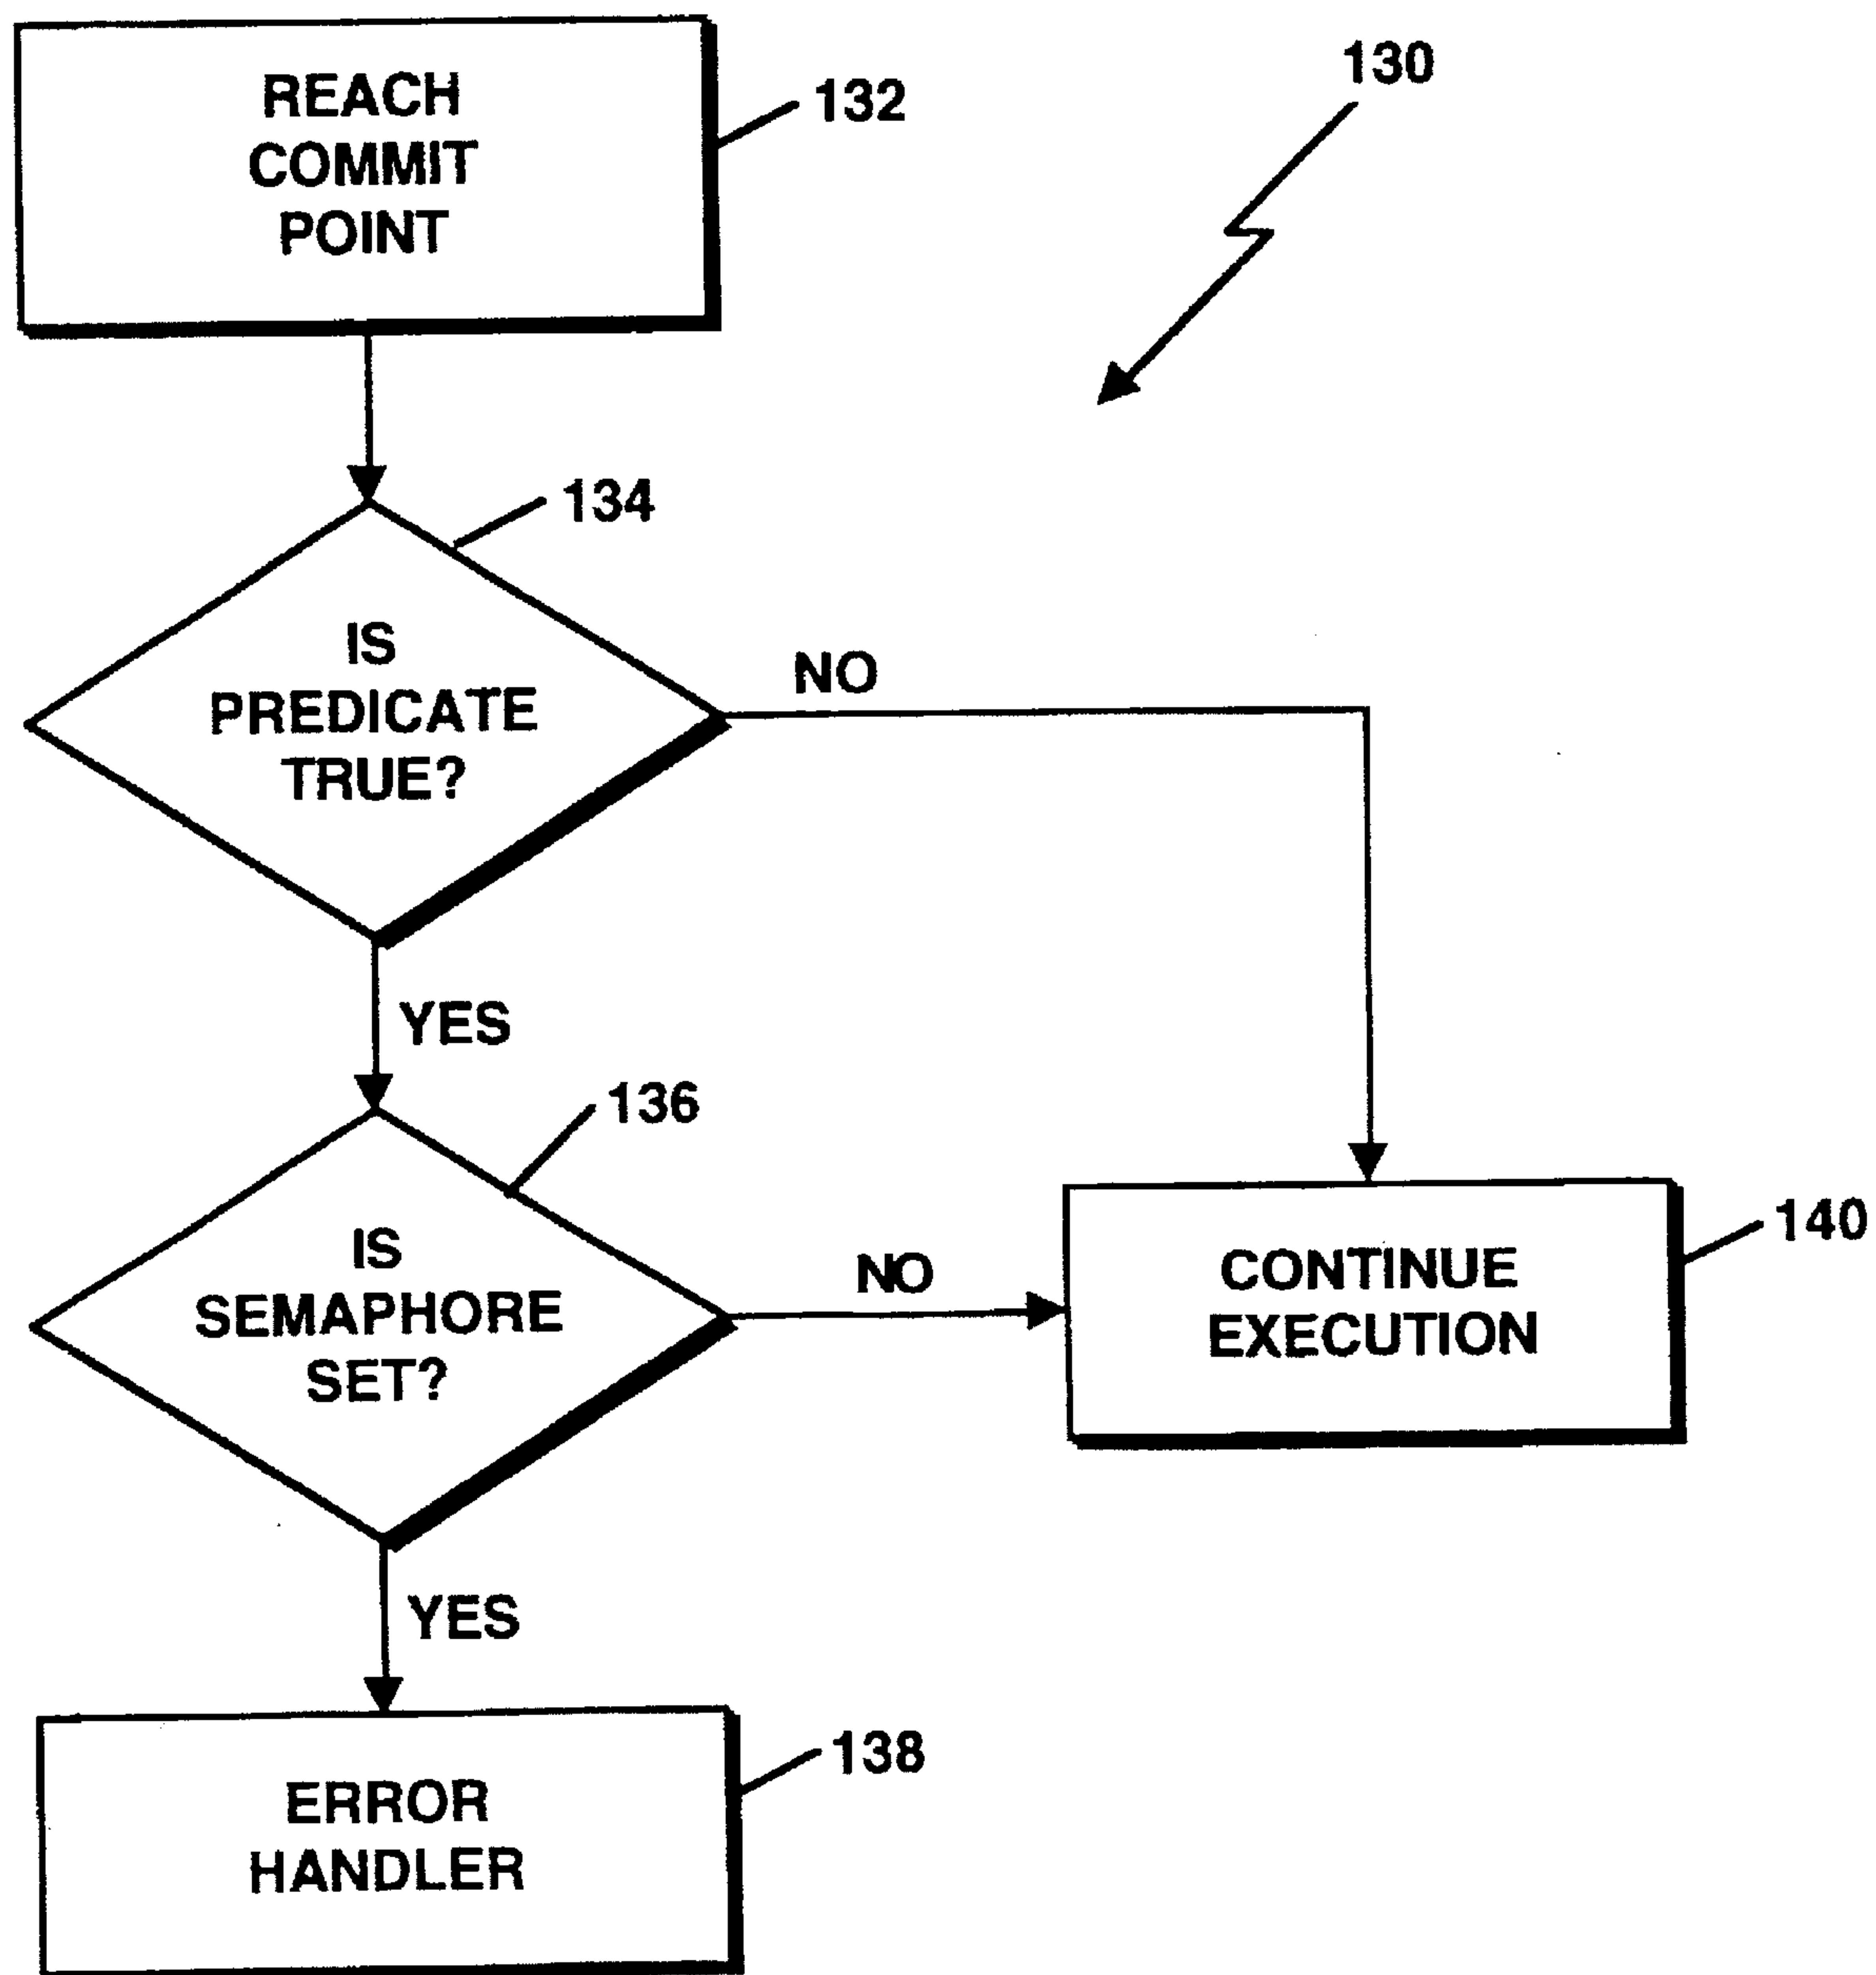 REACH
COMMIT
POINT
132
130
134
IS
PREDICATE
TRUE?
NO
YES
136
IS
SEMAPHORE
SET?
NO
CONTINUE
EXECUTION
140
YES
ERROR
HANDLER
138